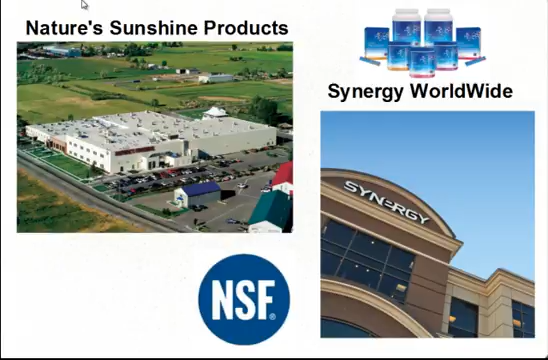 Nature's Sunshine Products
Synergy WorldWide
SYNERGY
NSF®